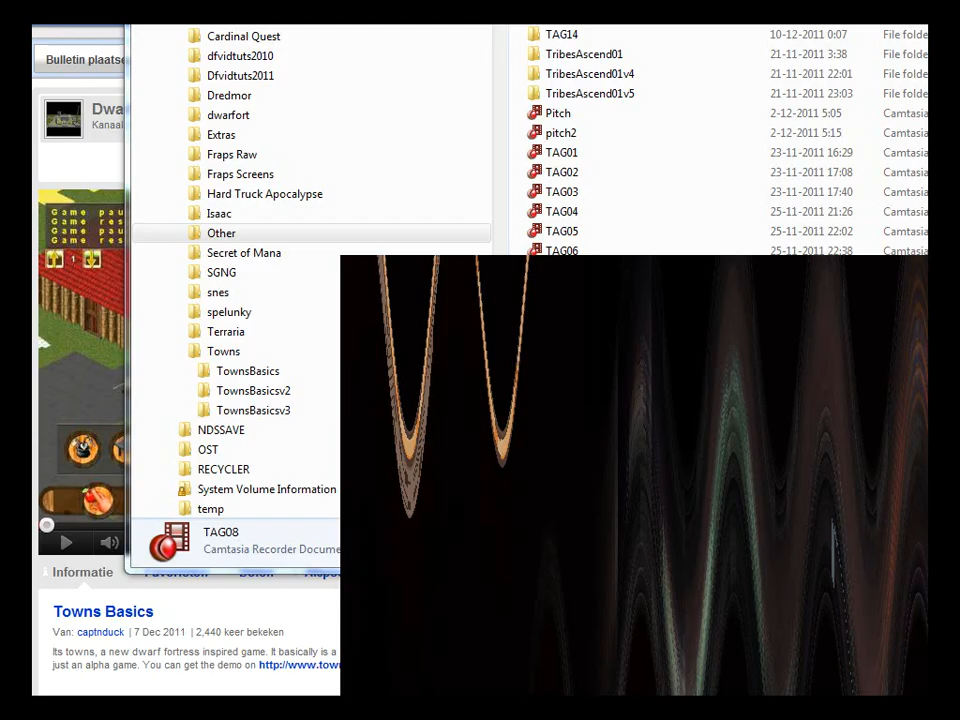 Cardinal Quest
dfvidtuts2010
Dfvidtuts2011
Dredmor
dwarfort
Extras
Fraps Raw
Fraps Screens
Hard Truck Apocalypse
Isaac
Other
Secret of Mana
SGNG
snes
spelunky
Terraria
Towns
TownsBasics
TownsBasicsv2
TownsBasicsv3
NDSSAVE
OST
RECYCLER
System Volume Information
temp
TAG14 10-12-2011 0:07 File folde
TribesAscend01 21-11-2011 3:38 File folde
TribesAscend01v4 21-11-2011 22:01 File folde
TribesAscend01v5 21-11-2011 23:03 File folde
Pitch 2-12-2011 5:05 Camtasia
pitch2 2-12-2011 5:15 Camtasia
TAG01 23-11-2011 16:29 Camtasia
TAG02 23-11-2011 17:08 Camtasia
TAG03 23-11-2011 17:40 Camtasia
TAG04 25-11-2011 21:26 Camtasia
TAG05 25-11-2011 22:02 Camtasia
TAG06 25-11-2011 22:38 Camtasia
TAG08
Camtasia Recorder Docume
Bulletin plaatse
Dwa
Kanaal
Game pau
Game res
Game pau
Game res
1
Informatie
Towns Basics
Van: captnduck | 7 Dec 2011 | 2,440 keer bekeken
Its towns, a new dwarf fortress inspired game. It basically is a
just an alpha game. You can get the demo on http://www.tow